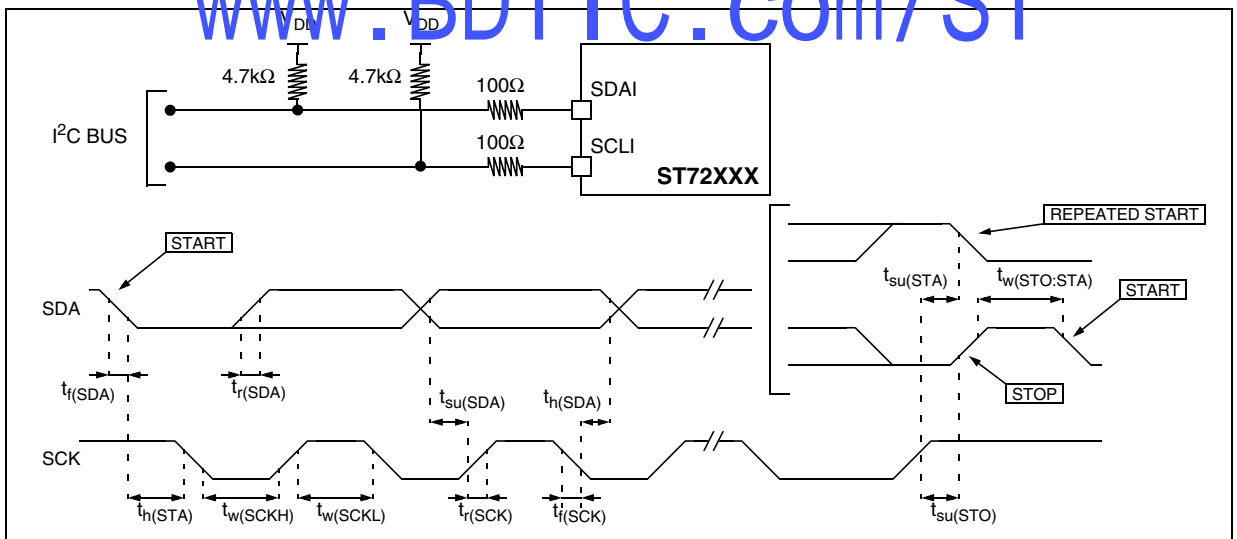 www.BDTIC.com/ST
VDD VDD
4.7kΩ 4.7kΩ
100Ω
SDAI
I2C BUS
100Ω
SCLI
ST72XXX
REPEATED START
START
tsu(STA) tw(STO:STA)
START
SDA
STOP
tf(SDA) tr(SDA)
tsu(SDA) th(SDA)
SCK
th(STA) tw(SCKH) tw(SCKL) tr(SCK) tf(SCK) tsu(STO)